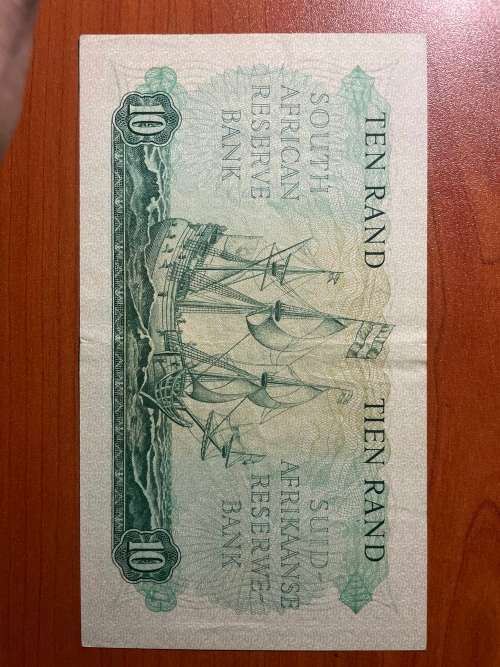 TEN RAND
TIEN RAND
SOUTH
AFRICAN
RESERVE
BANK
SUID-
AFRIKAANSE
RESERWE-
BANK
10
10